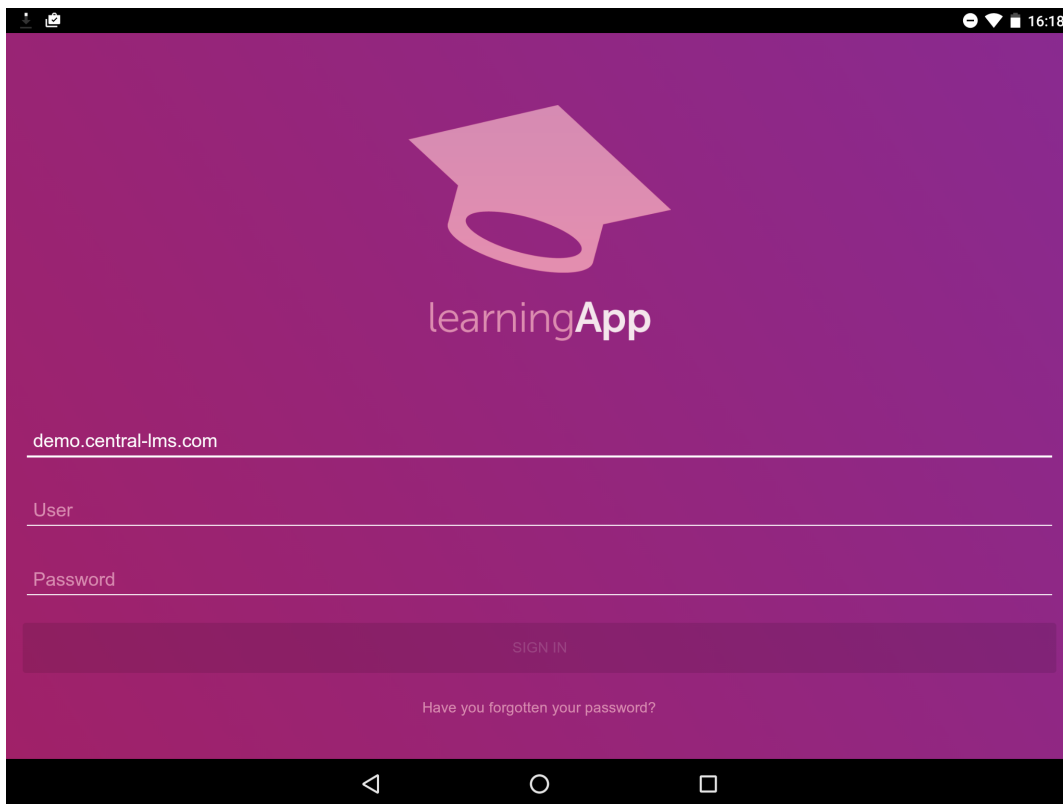 16:18
learningApp
demo.central-lms.com
User
Password
SIGN IN
Have you forgotten your password?